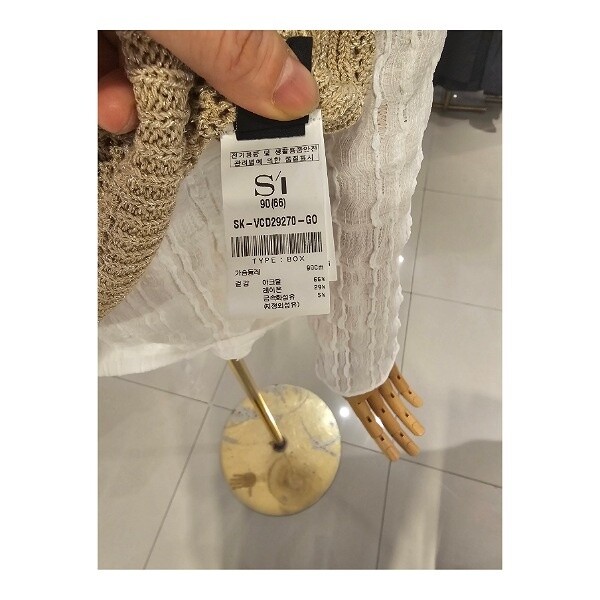 전기용품 및 생활용품안전
관리법에 의한 품질표시
S'I
90(66)
SK-VCD29270-GO
TYPE : BOX
가슴둘레 90cm
겉감 아크릴 66%
레이온 29%
금속화섬유 5%
(지정외섬유)